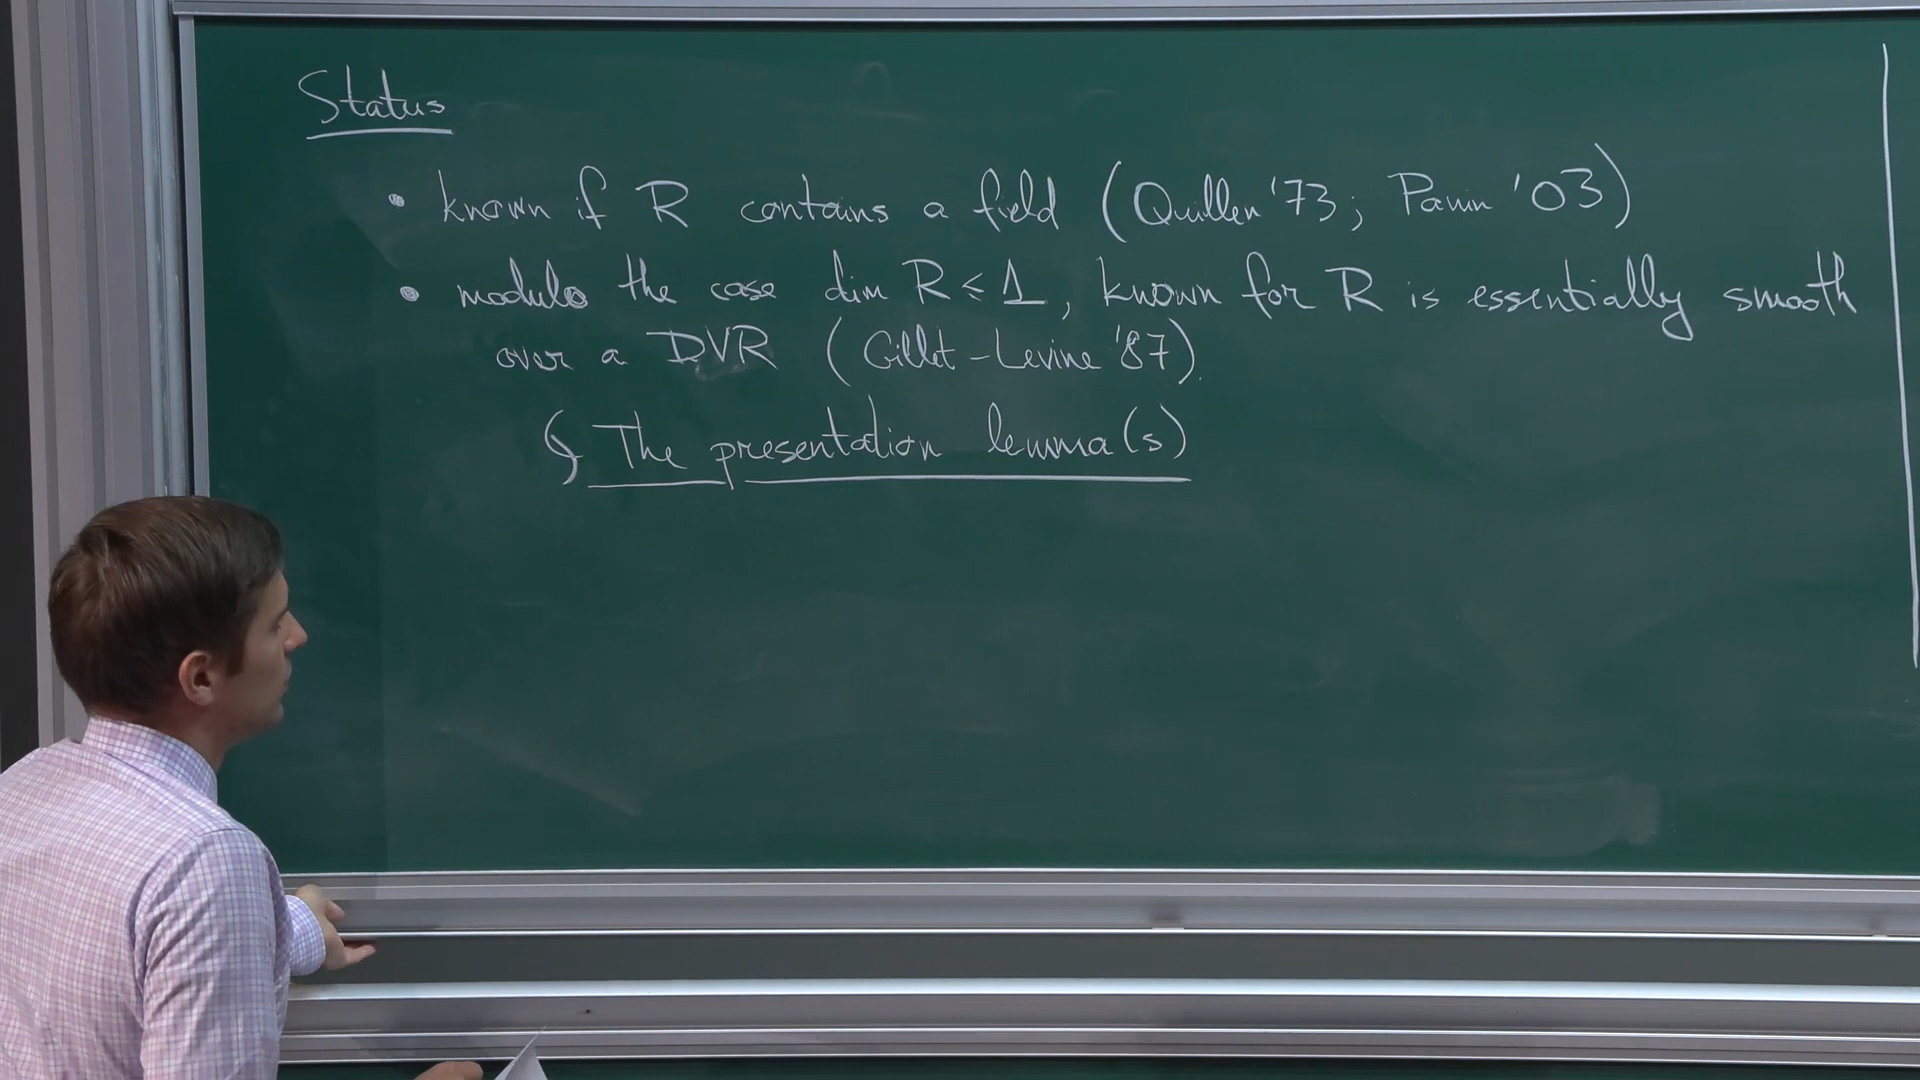 Status
• known if R contains a field (Quillen '73; Panin '03)
• modulo the case dim R ≤ 1, known for R is essentially smooth
over a DVR (Gillet-Levine '87).
↳ The presentation lemma(s)